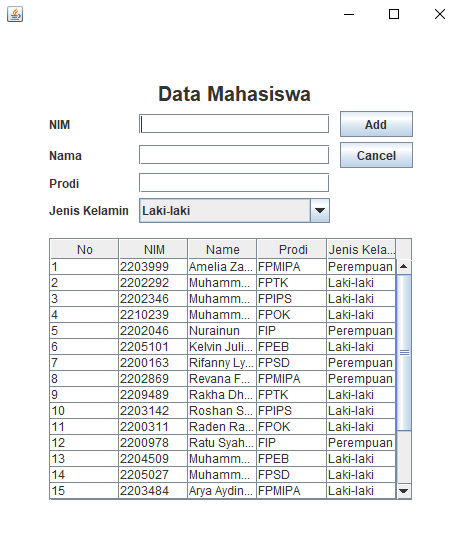 Data Mahasiswa
NIM Add
Nama Cancel
Prodi
Jenis Kelamin Laki-laki
No NIM Name Prodi Jenis Kela...
1 2203999 Amelia Za... FPMIPA Perempuan
2 2202292 Muhamm... FPTK Laki-laki
3 2202346 Muhamm... FPIPS Laki-laki
4 2210239 Muhamm... FPOK Laki-laki
5 2202046 Nurainun FIP Perempuan
6 2205101 Kelvin Juli... FPEB Laki-laki
7 2200163 Rifanny Ly... FPSD Perempuan
8 2202869 Revana F... FPMIPA Perempuan
9 2209489 Rakha Dh... FPTK Laki-laki
10 2203142 Roshan S... FPIPS Laki-laki
11 2200311 Raden Ra... FPOK Laki-laki
12 2200978 Ratu Syah... FIP Perempuan
13 2204509 Muhamm... FPEB Laki-laki
14 2205027 Muhamm... FPSD Laki-laki
15 2203484 Arya Aydin... FPMIPA Laki-laki